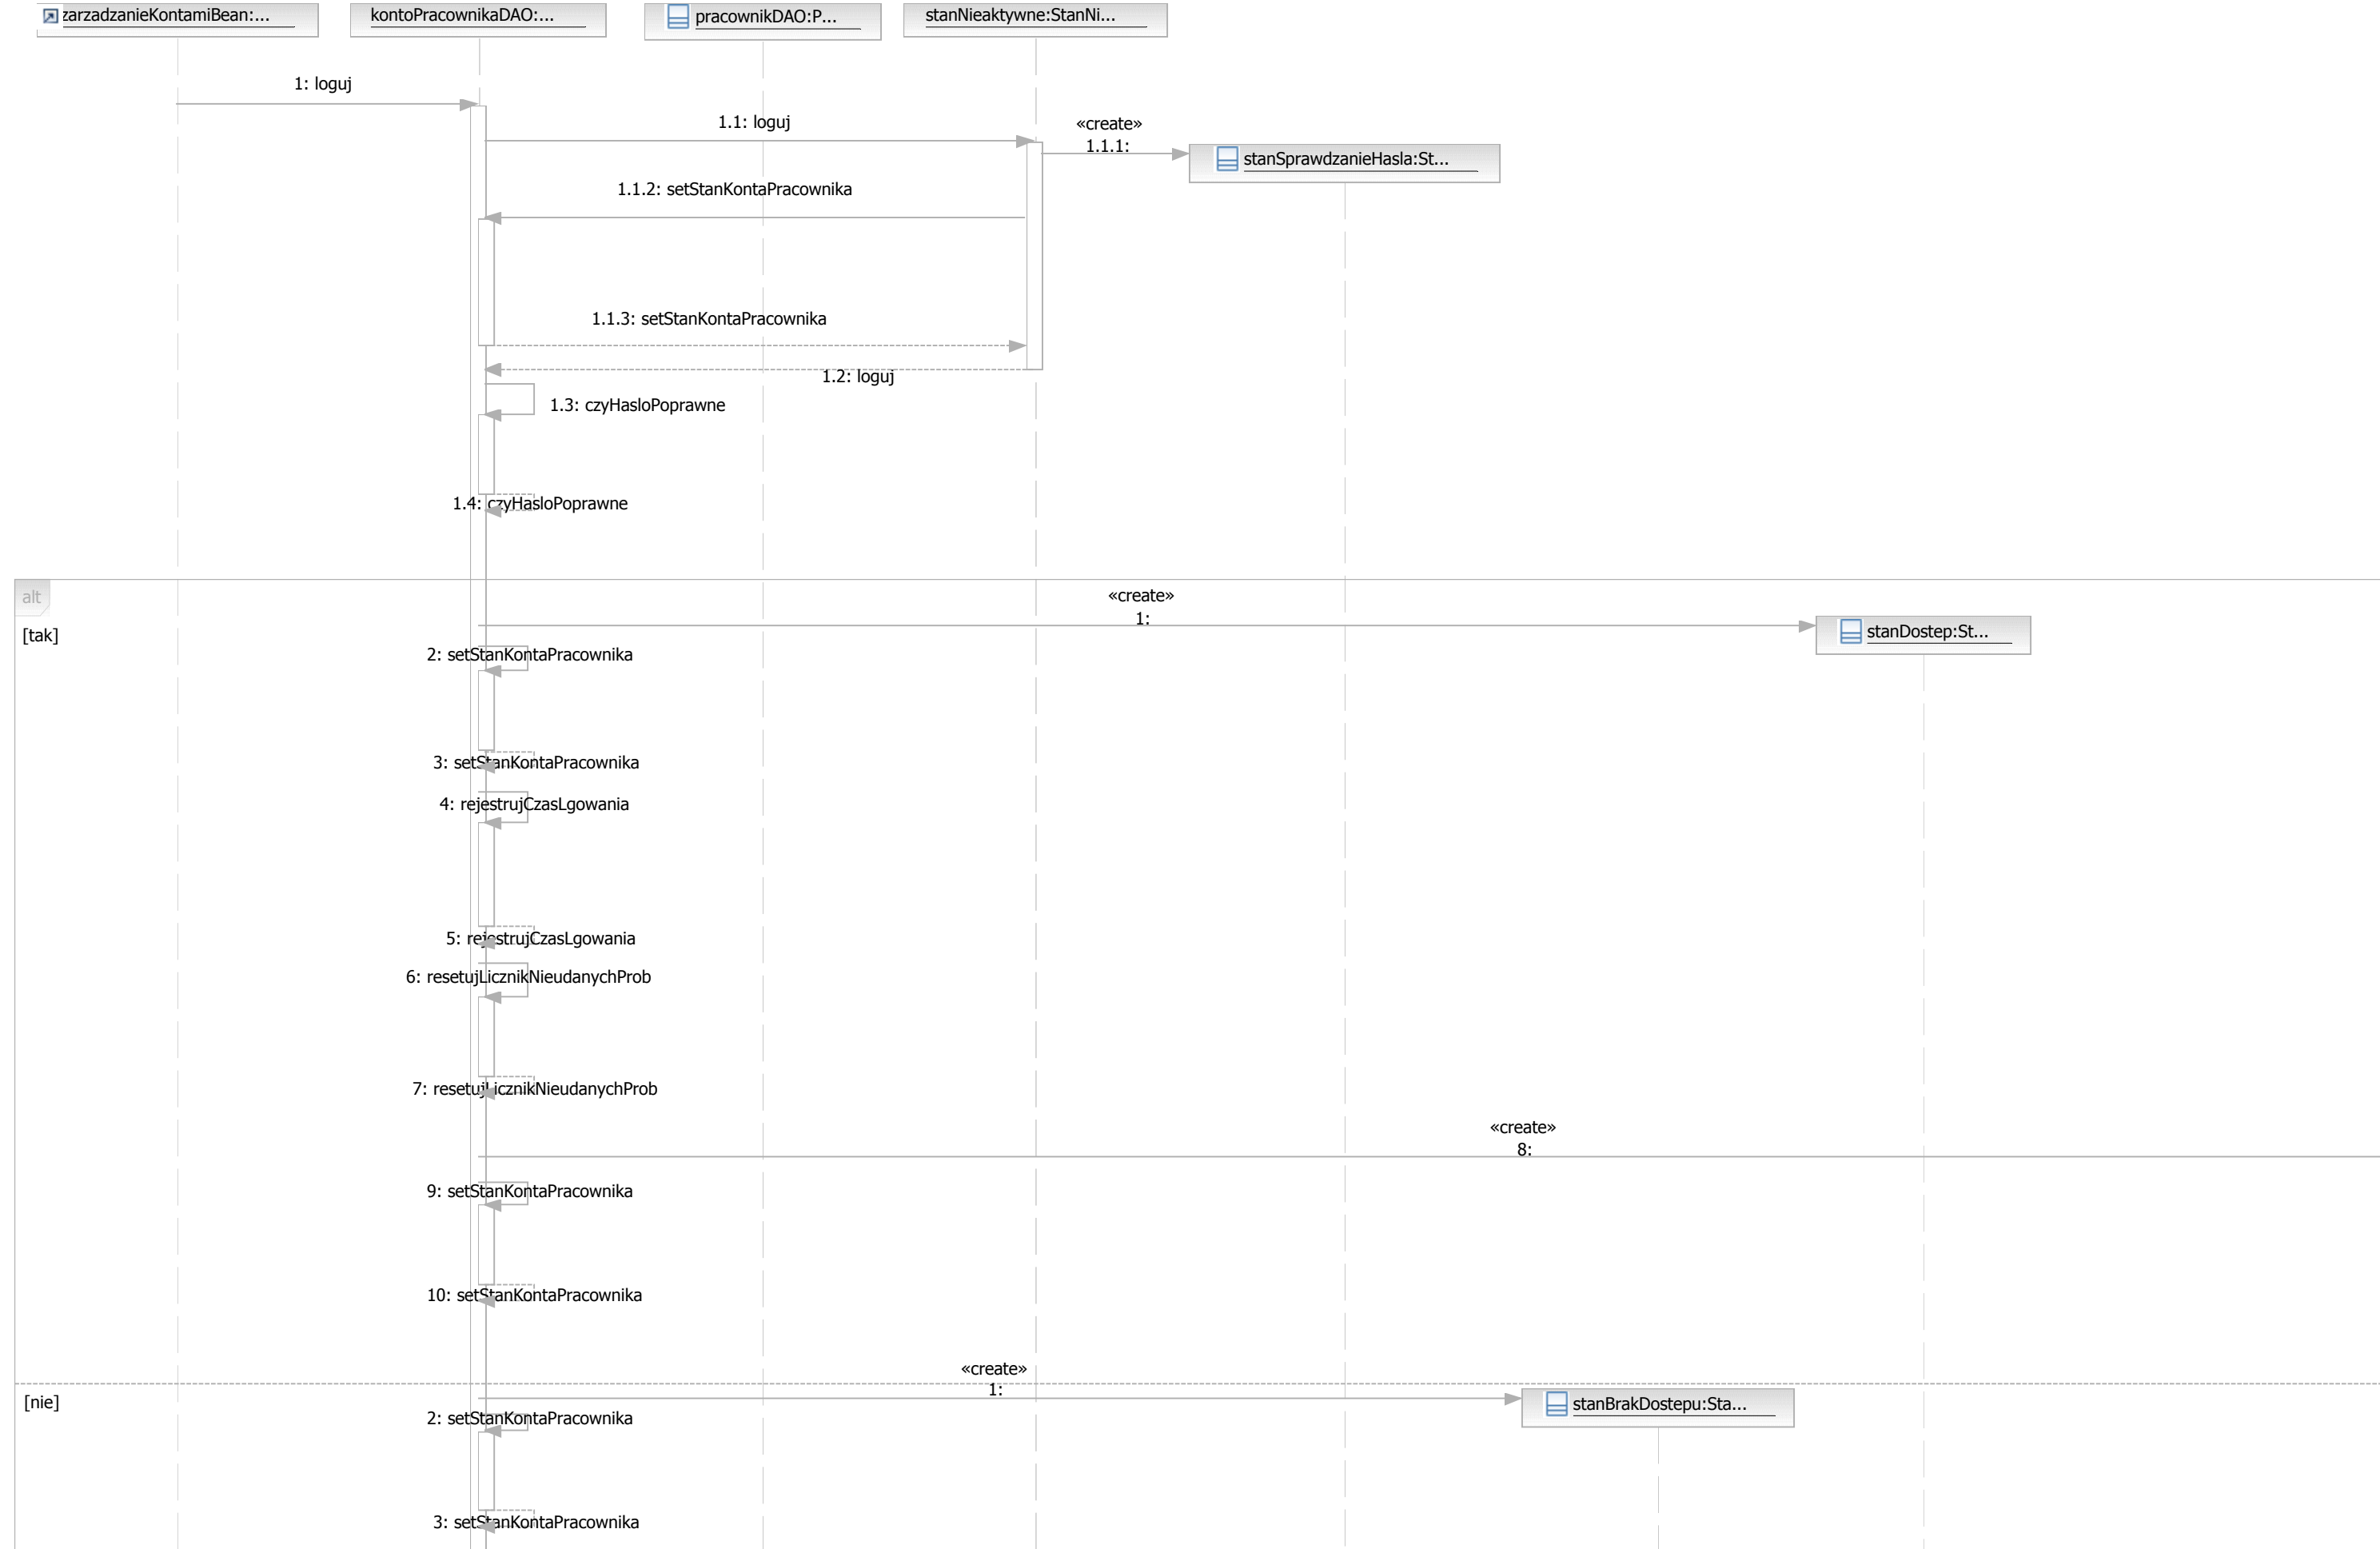 zarzadzanieKontamiBean:...
kontoPracownikaDAO:...
pracownikDAO:P...
stanNieaktywne:StanNi...
1: loguj
1.1: loguj
«create»
1.1.1:
stanSprawdzanieHasla:St...
1.1.2: setStanKontaPracownika
1.1.3: setStanKontaPracownika
1.2: loguj
1.3: czyHasloPoprawne
1.4: czyHasloPoprawne
alt
[tak]
«create»
1:
stanDostep:St...
2: setStanKontaPracownika
3: setStanKontaPracownika
4: rejestrujCzasLgowania
5: rejestrujCzasLgowania
6: resetujLicznikNieudanychProb
7: resetujLicznikNieudanychProb
«create»
8:
9: setStanKontaPracownika
10: setStanKontaPracownika
«create»
1:
[nie]
stanBrakDostepu:Sta...
2: setStanKontaPracownika
3: setStanKontaPracownika